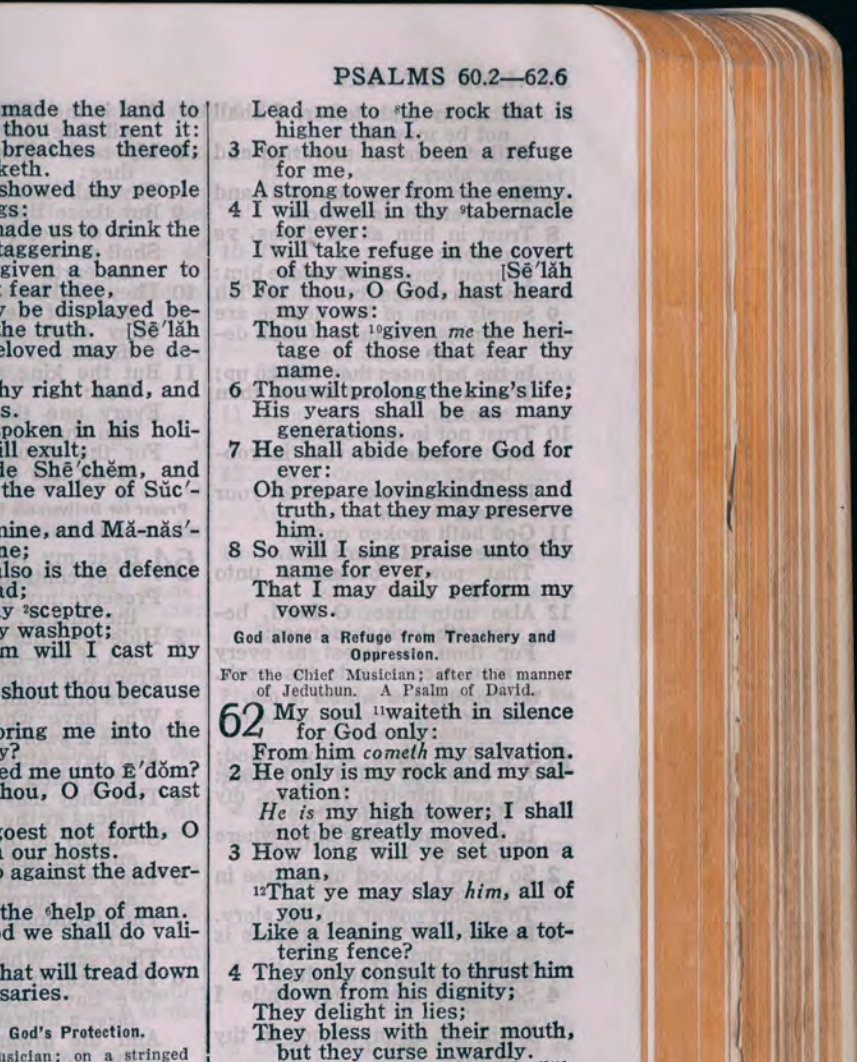 PSALMS 60.2—62.6
made the land to
thou hast rent it:
breaches thereof;
keth.
showed thy people
gs:
nade us to drink the
taggering.
given a banner to
fear thee,
y be displayed be-
he truth. [Sē′lăh
eloved may be de-
hy right hand, and
s.
poken in his holi-
ill exult;
de Shē′chĕm, and
the valley of Sŭc′-
nine, and Mă-năs′-
ne;
also is the defence
ad;
y ²sceptre.
y washpot;
m will I cast my
shout thou because
oring me into the
y?
ed me unto Ē′dŏm?
hou, O God, cast
goest not forth, O
our hosts.
against the adver-
the ⁶help of man.
d we shall do vali-
hat will tread down
saries.
God's Protection.
usician; on a stringed
Lead me to ⁸the rock that is
higher than I.
3 For thou hast been a refuge
for me,
A strong tower from the enemy.
4 I will dwell in thy ⁹tabernacle
for ever:
I will take refuge in the covert
of thy wings. [Sē′lăh
5 For thou, O God, hast heard
my vows:
Thou hast ¹⁰given me the heri-
tage of those that fear thy
name.
6 Thou wilt prolong the king's life;
His years shall be as many
generations.
7 He shall abide before God for
ever:
Oh prepare lovingkindness and
truth, that they may preserve
him.
8 So will I sing praise unto thy
name for ever,
That I may daily perform my
vows.
God alone a Refuge from Treachery and
Oppression.
For the Chief Musician; after the manner
of Jeduthun. A Psalm of David.
62 My soul ¹¹waiteth in silence
for God only:
From him cometh my salvation.
2 He only is my rock and my sal-
vation:
He is my high tower; I shall
not be greatly moved.
3 How long will ye set upon a
man,
¹²That ye may slay him, all of
you,
Like a leaning wall, like a tot-
tering fence?
4 They only consult to thrust him
down from his dignity;
They delight in lies;
They bless with their mouth,
but they curse inwardly.